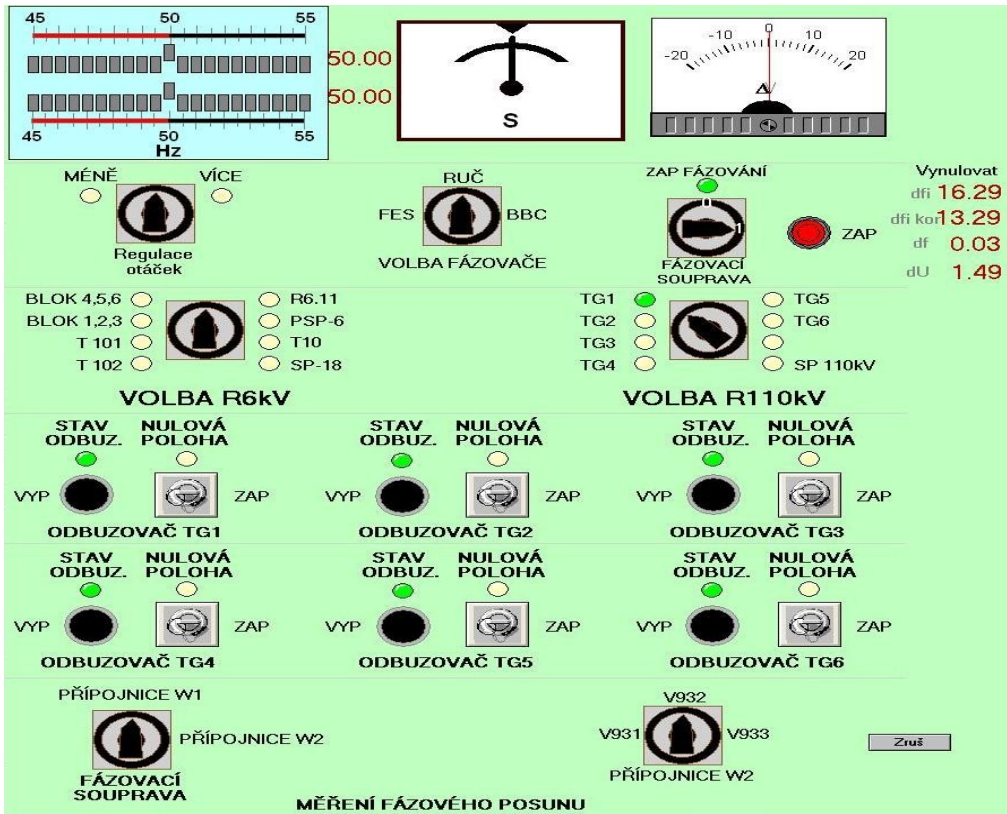 45 50 55
50.00
50.00
45 50 55
Hz
S
-20 -10 0 10 20
ΔV
MÉNĚ VÍCE
Regulace
otáček
RUČ
FES BBC
VOLBA FÁZOVAČE
ZAP FÁZOVÁNÍ
0
1
FÁZOVACÍ
SOUPRAVA
ZAP
Vynulovat
dfi 16.29
dfi kor 13.29
df 0.03
dU 1.49
BLOK 4,5,6 R6.11
BLOK 1,2,3 PSP-6
T 101 T10
T 102 SP-18
VOLBA R6kV
TG1 TG5
TG2 TG6
TG3
TG4 SP 110kV
VOLBA R110kV
STAV NULOVÁ STAV NULOVÁ STAV NULOVÁ
ODBUZ. POLOHA ODBUZ. POLOHA ODBUZ. POLOHA
VYP ZAP VYP ZAP VYP ZAP
ODBUZOVAČ TG1 ODBUZOVAČ TG2 ODBUZOVAČ TG3
STAV NULOVÁ STAV NULOVÁ STAV NULOVÁ
ODBUZ. POLOHA ODBUZ. POLOHA ODBUZ. POLOHA
VYP ZAP VYP ZAP VYP ZAP
ODBUZOVAČ TG4 ODBUZOVAČ TG5 ODBUZOVAČ TG6
PŘÍPOJNICE W1
PŘÍPOJNICE W2
FÁZOVACÍ
SOUPRAVA
V932
V931 V933
PŘÍPOJNICE W2
Zruš
MĚŘENÍ FÁZOVÉHO POSUNU